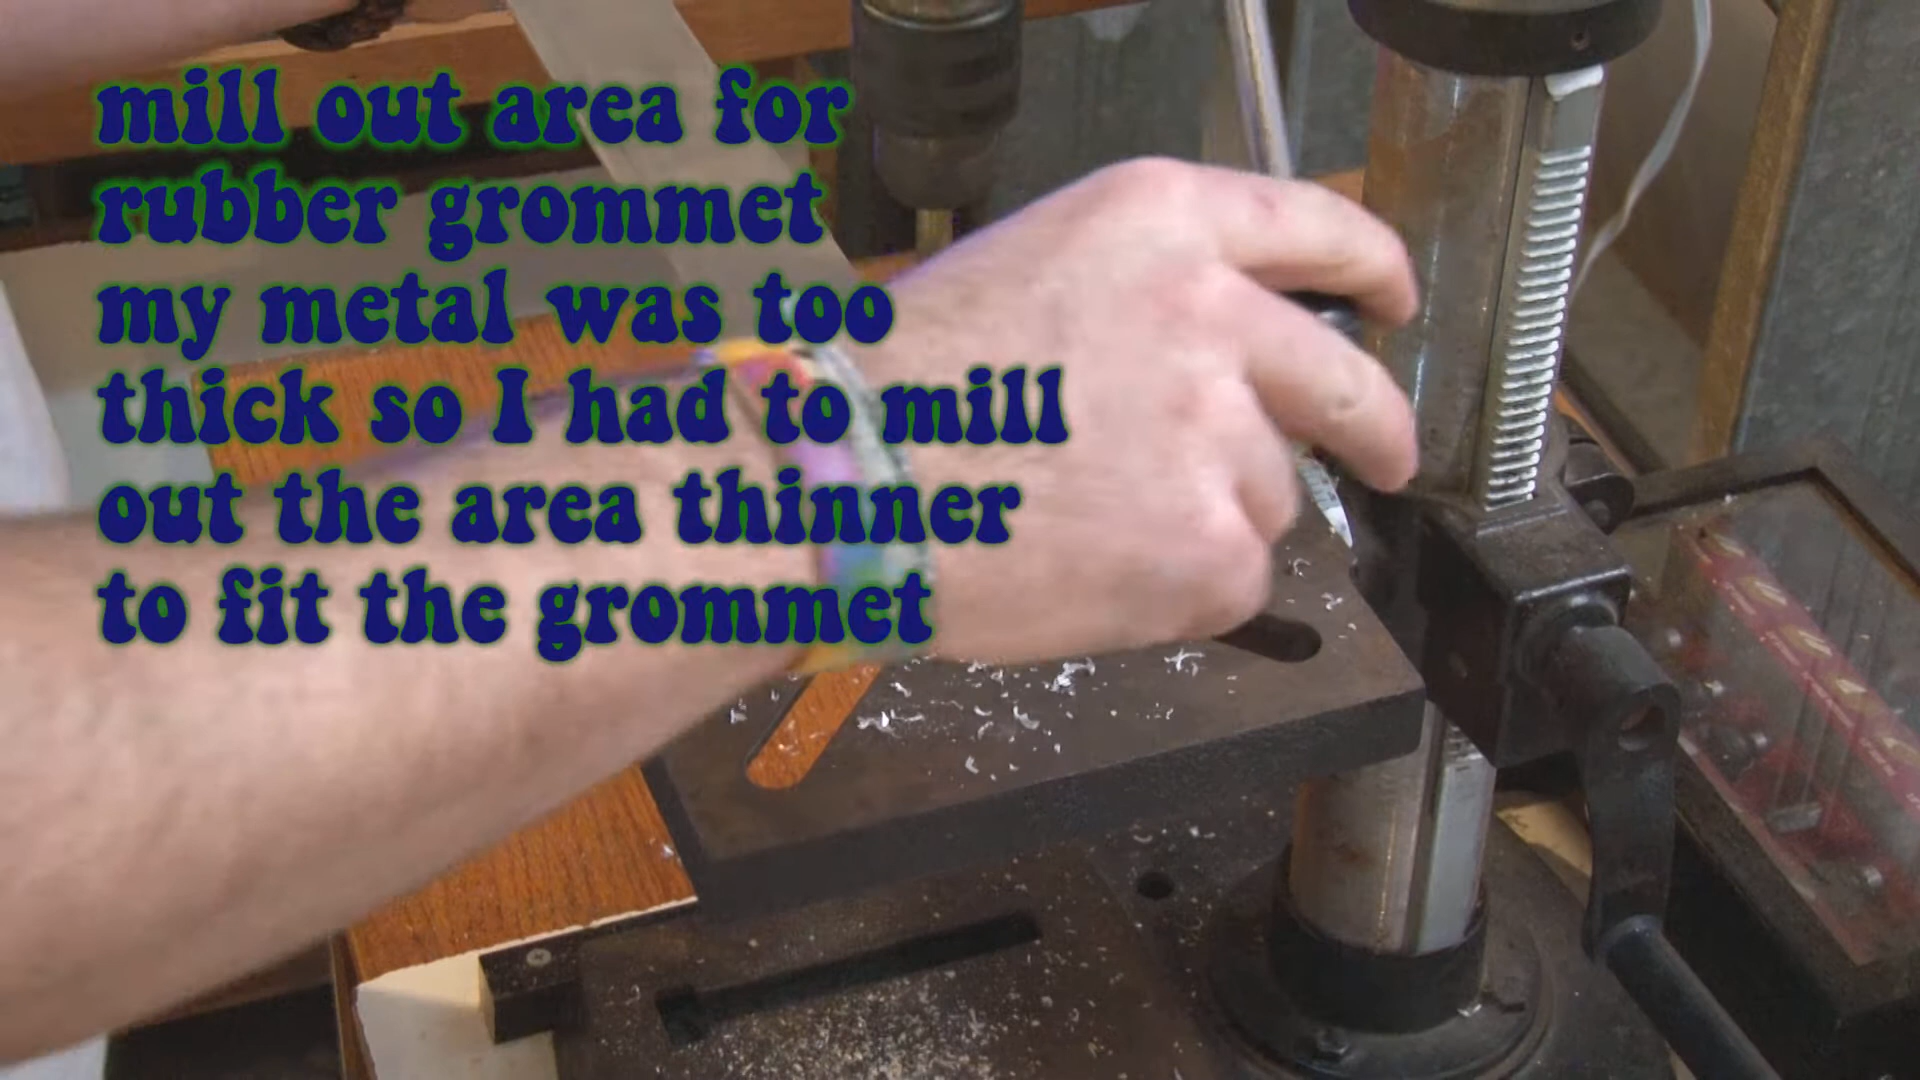 mill out area for
rubber grommet
my metal was too
thick so I had to mill
out the area thinner
to fit the grommet